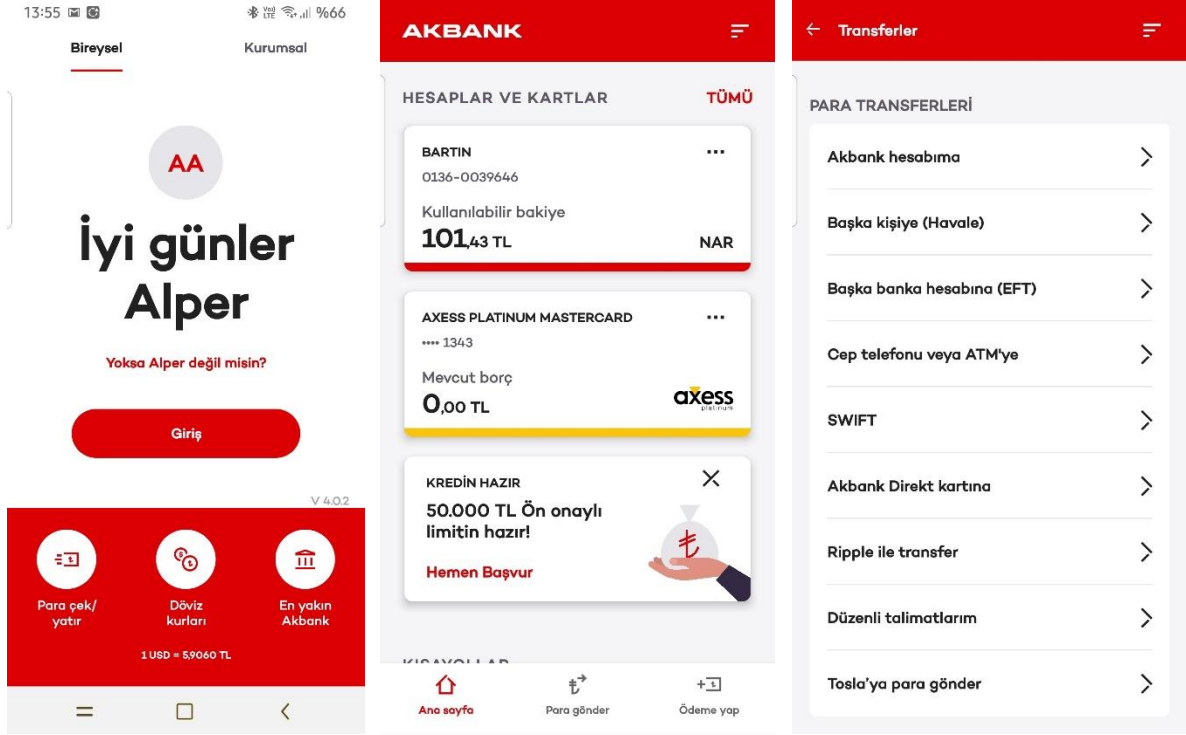 13:55 %66
Bireysel Kurumsal
AA
İyi günler
Alper
Yoksa Alper değil misin?
Giriş
V 4.0.2
Para çek/
yatır
Döviz
kurları
En yakın
Akbank
1 USD = 5,9060 TL
AKBANK
HESAPLAR VE KARTLAR TÜMÜ
BARTIN
0136-0039646
Kullanılabilir bakiye
101,43 TL NAR
AXESS PLATINUM MASTERCARD
•••• 1343
Mevcut borç
0,00 TL
axess
platinum
KREDİN HAZIR
50.000 TL Ön onaylı
limitin hazır!
Hemen Başvur
KISAYOLLAR
Ana sayfa Para gönder Ödeme yap
Transferler
PARA TRANSFERLERİ
Akbank hesabıma
Başka kişiye (Havale)
Başka banka hesabına (EFT)
Cep telefonu veya ATM'ye
SWIFT
Akbank Direkt kartına
Ripple ile transfer
Düzenli talimatlarım
Tosla'ya para gönder